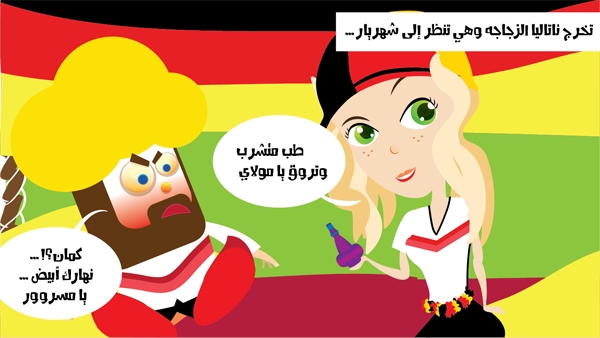 تخرج ناتاليا الزجاجه وهي تنظر إلى شهريار ...
طب متشرب
وتروق يا مولاي
كمان؟! ...
نهارك أبيض ...
يا مسروور